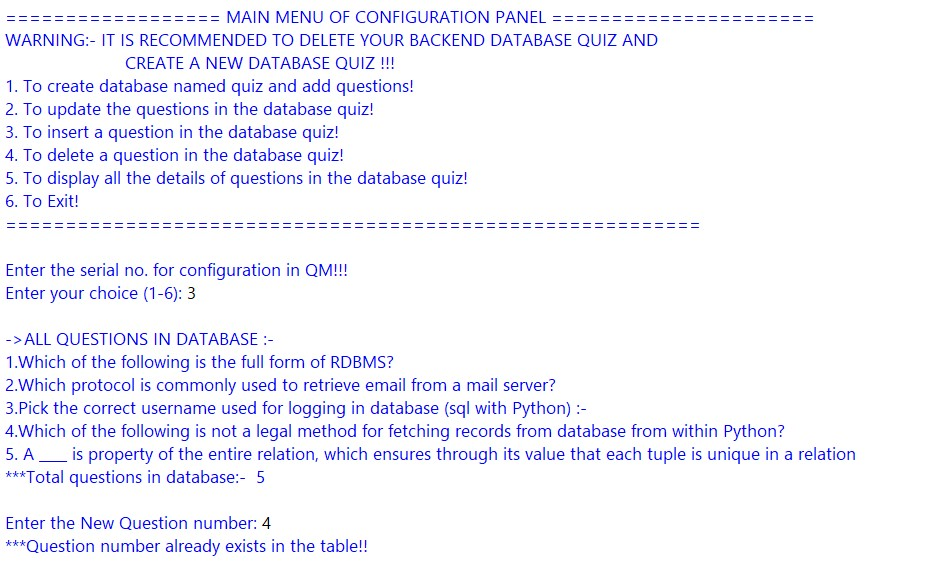 ================== MAIN MENU OF CONFIGURATION PANEL ======================
WARNING:- IT IS RECOMMENDED TO DELETE YOUR BACKEND DATABASE QUIZ AND
CREATE A NEW DATABASE QUIZ !!!
1. To create database named quiz and add questions!
2. To update the questions in the database quiz!
3. To insert a question in the database quiz!
4. To delete a question in the database quiz!
5. To display all the details of questions in the database quiz!
6. To Exit!
==========================================================
Enter the serial no. for configuration in QM!!!
Enter your choice (1-6): 3
->ALL QUESTIONS IN DATABASE :-
1.Which of the following is the full form of RDBMS?
2.Which protocol is commonly used to retrieve email from a mail server?
3.Pick the correct username used for logging in database (sql with Python) :-
4.Which of the following is not a legal method for fetching records from database from within Python?
5. A ___ is property of the entire relation, which ensures through its value that each tuple is unique in a relation
***Total questions in database:-  5
Enter the New Question number: 4
***Question number already exists in the table!!